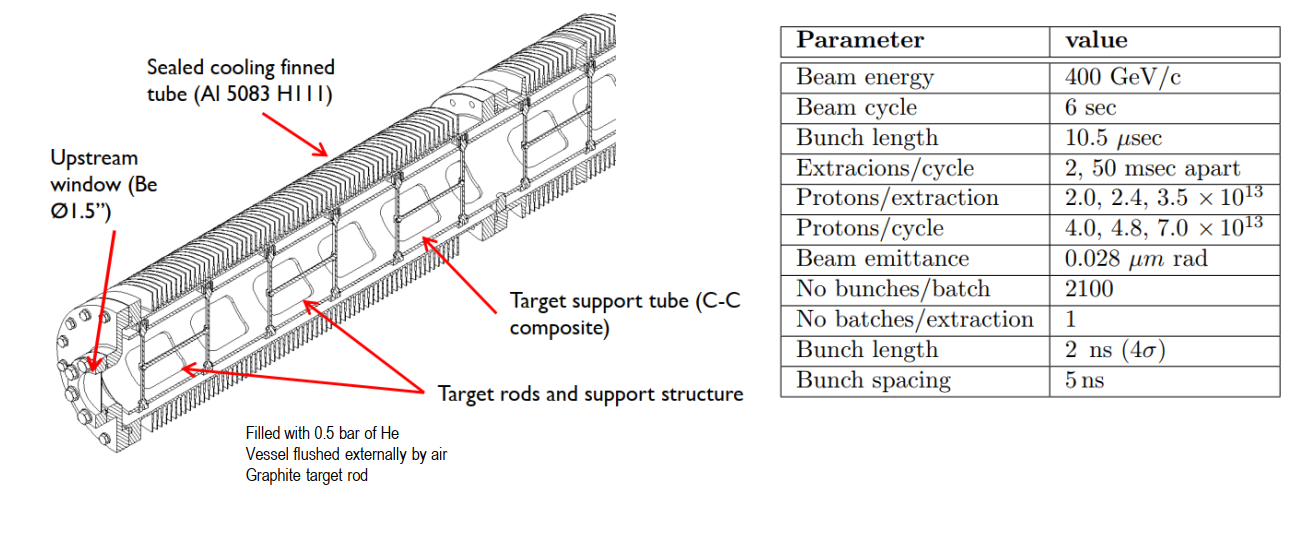 Sealed cooling finned
tube (Al 5083 H111)
Upstream
window (Be
Ø1.5”)
Target support tube (C-C
composite)
Target rods and support structure
Filled with 0.5 bar of He
Vessel flushed externally by air
Graphite target rod
Parameter value
Beam energy 400 GeV/c
Beam cycle 6 sec
Bunch length 10.5 μsec
Extracions/cycle 2, 50 msec apart
Protons/extraction 2.0, 2.4, 3.5 × 10¹³
Protons/cycle 4.0, 4.8, 7.0 × 10¹³
Beam emittance 0.028 μm rad
No bunches/batch 2100
No batches/extraction 1
Bunch length 2 ns (4σ)
Bunch spacing 5 ns